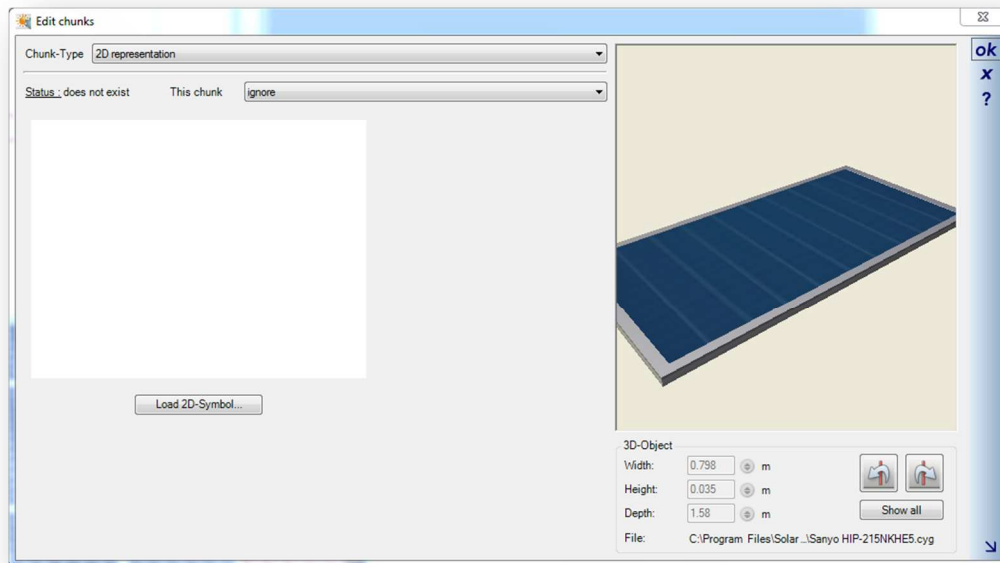 Edit chunks
Chunk-Type 2D representation
Status : does not exist This chunk ignore
Load 2D-Symbol...
ok
x
?
3D-Object
Width: 0.798 m
Height: 0.035 m
Depth: 1.58 m
Show all
File: C:\Program Files\Solar ...\Sanyo HIP-215NKHE5.cyg